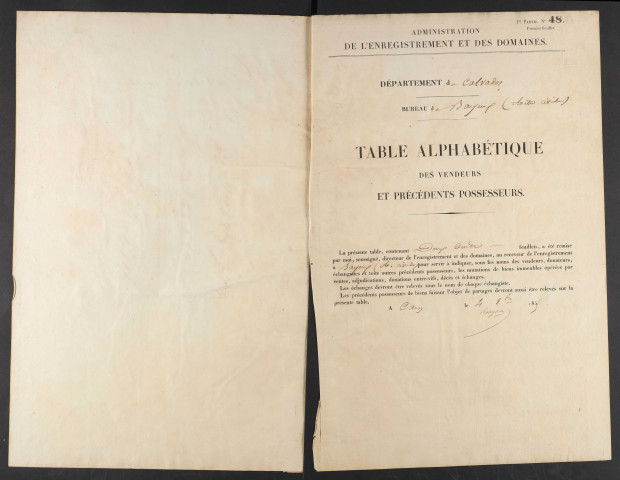 1re Partie N° 48.
ADMINISTRATION
DE L'ENREGISTREMENT ET DES DOMAINES.
DÉPARTEMENT du Calvados
BUREAU de Bayeux (
TABLE ALPHABÉTIQUE
DES VENDEURS
ET PRÉCÉDENTS POSSESSEURS.
La présente table, contenant Deux Cents feuillets, a été remise
par moi, soussigné, directeur de l'enregistrement et des domaines, au receveur de l'enregistrement
à Bayeux, pour servir à indiquer, sous les noms des vendeurs, donateurs,
échangistes et tous autres précédents possesseurs, les mutations de biens immeubles opérées par
ventes, adjudications, donations entre-vifs, décès et échanges.
Les échanges devront être relevés sous le nom de chaque échangiste.
Les précédents possesseurs de biens faisant l'objet de partages devront aussi être relevés sur la
présente table.
A Caen